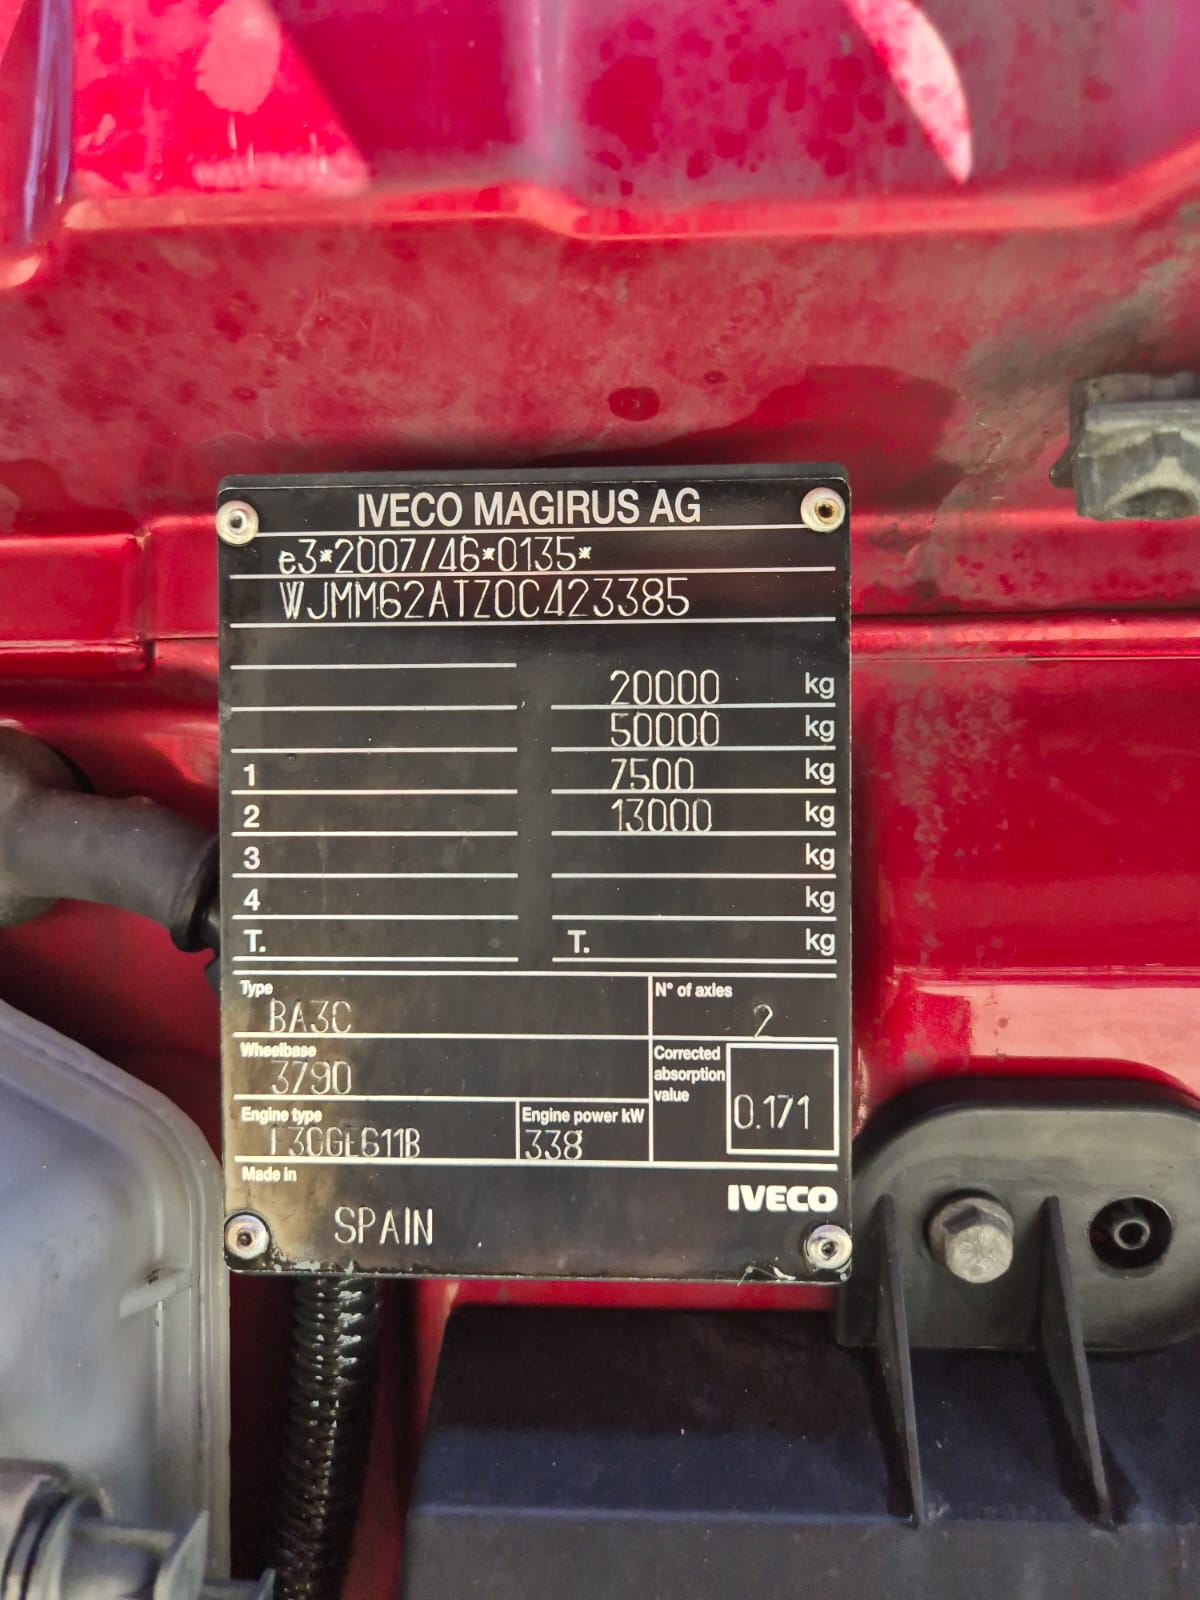 IVECO MAGIRUS AG
e3*2007/46*0135*
WJMM62ATZ0C423385
20000 kg
50000 kg
1 7500 kg
2 13000 kg
3 kg
4 kg
T. T. kg
Type N° of axles
BA3C 2
Wheelbase Corrected absorption value
3790 0.171
Engine type Engine power kW
F3CGE611B 338
Made in
IVECO
SPAIN